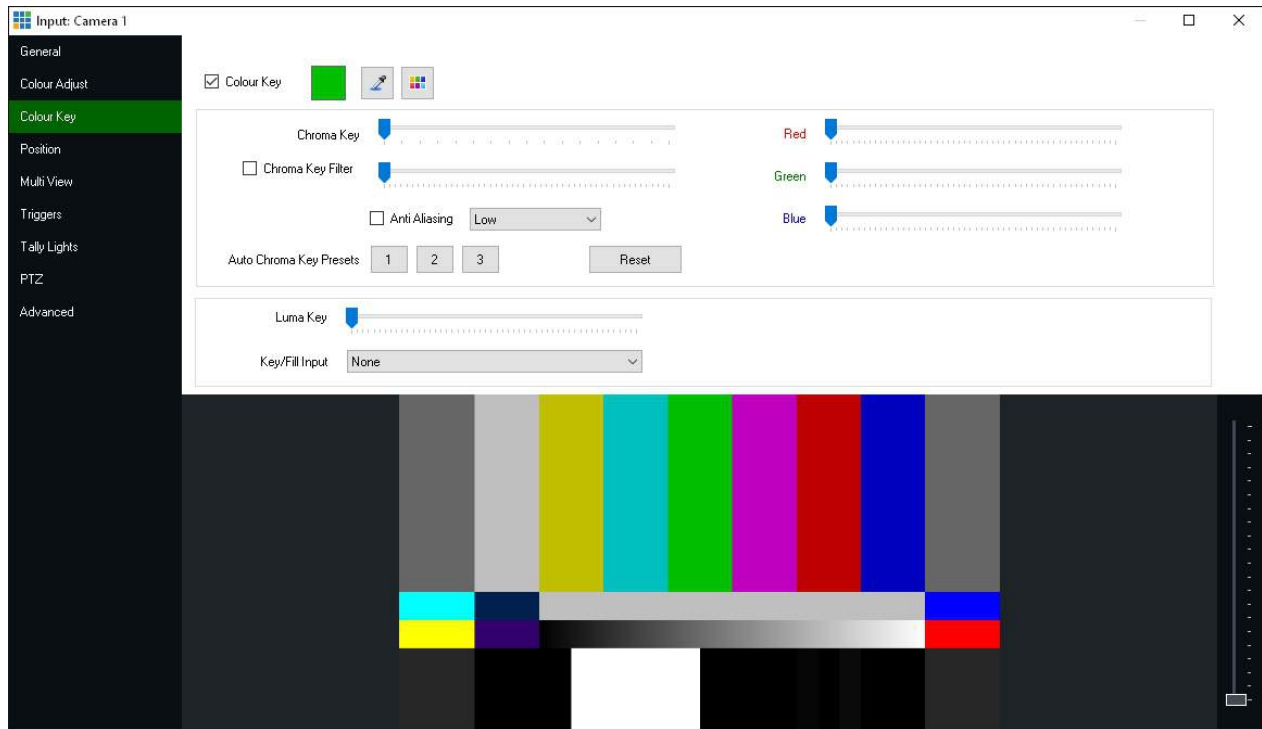 Input: Camera 1
General
Colour Adjust
Colour Key
Position
Multi View
Triggers
Tally Lights
PTZ
Advanced
Colour Key
Chroma Key
Chroma Key Filter
Anti Aliasing Low
Auto Chroma Key Presets 1 2 3 Reset
Red
Green
Blue
Luma Key
Key/Fill Input None